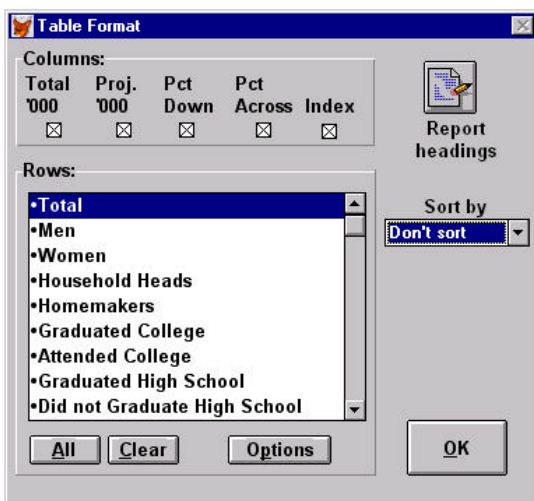 Table Format
Columns:
Total Proj. Pct Pct
'000 '000 Down Across Index
Report
headings
Rows:
•Total
•Men
•Women
•Household Heads
•Homemakers
•Graduated College
•Attended College
•Graduated High School
•Did not Graduate High School
Sort by
Don't sort
All Clear Options
OK